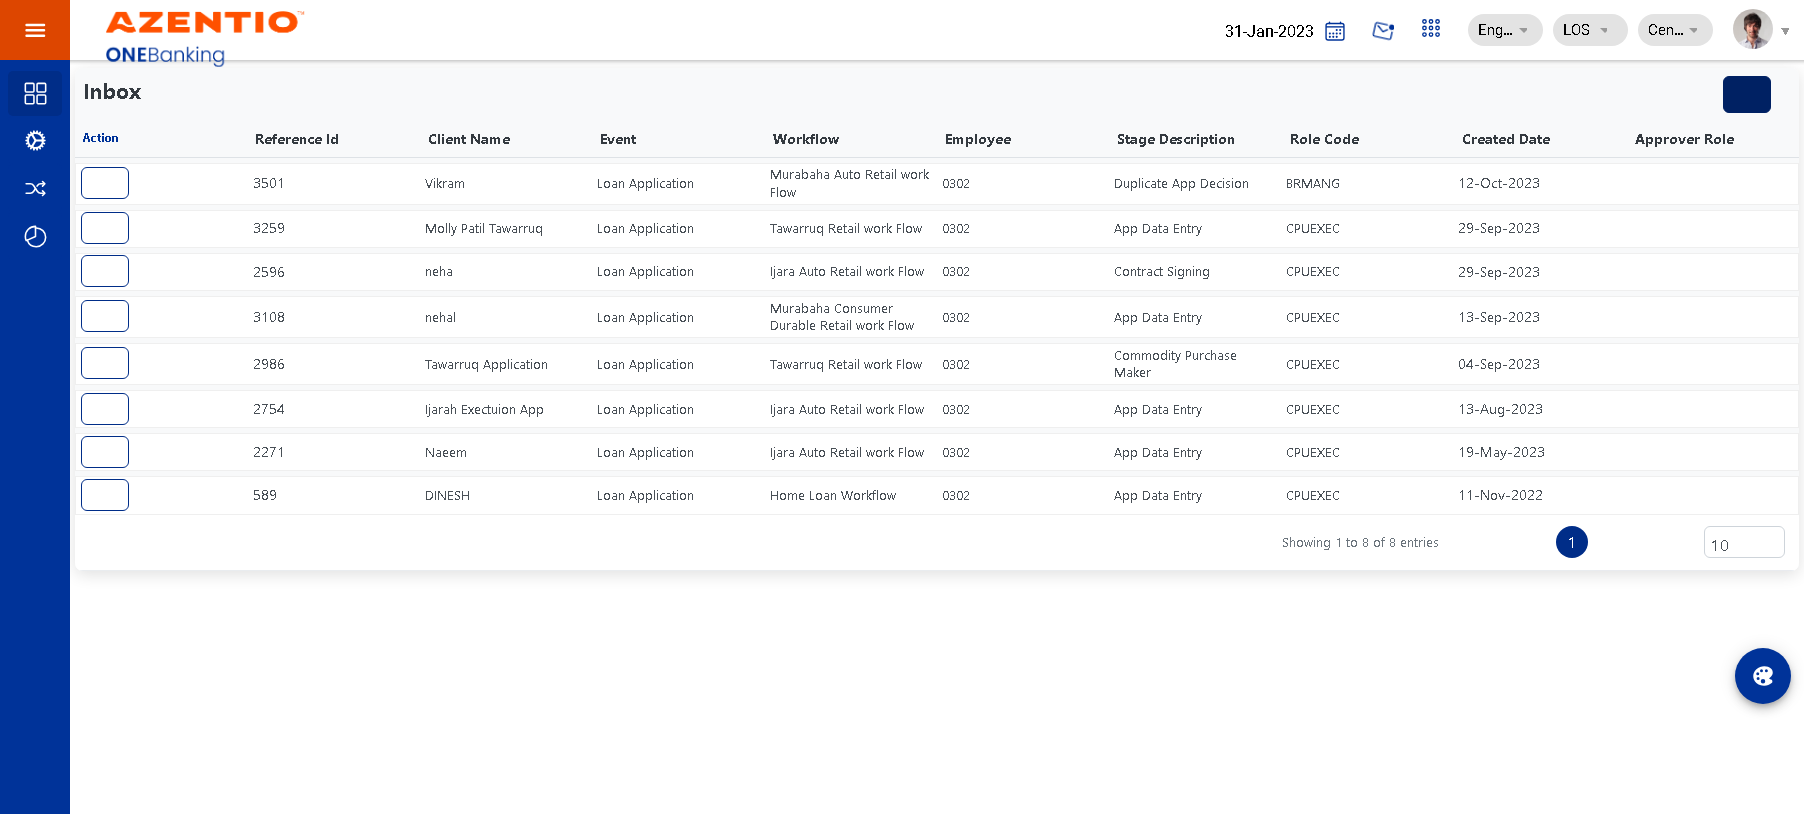 AZENTIO™
ONEBanking
31-Jan-2023
Eng...
LOS
Cen...
Inbox
Action Reference Id Client Name Event Workflow Employee Stage Description Role Code Created Date Approver Role
3501 Vikram Loan Application Murabaha Auto Retail work Flow 0302 Duplicate App Decision BRMANG 12-Oct-2023
3259 Molly Patil Tawarruq Loan Application Tawarruq Retail work Flow 0302 App Data Entry CPUEXEC 29-Sep-2023
2596 neha Loan Application Ijara Auto Retail work Flow 0302 Contract Signing CPUEXEC 29-Sep-2023
3108 nehal Loan Application Murabaha Consumer Durable Retail work Flow 0302 App Data Entry CPUEXEC 13-Sep-2023
2986 Tawarruq Application Loan Application Tawarruq Retail work Flow 0302 Commodity Purchase Maker CPUEXEC 04-Sep-2023
2754 Ijarah Exectuion App Loan Application Ijara Auto Retail work Flow 0302 App Data Entry CPUEXEC 13-Aug-2023
2271 Naeem Loan Application Ijara Auto Retail work Flow 0302 App Data Entry CPUEXEC 19-May-2023
589 DINESH Loan Application Home Loan Workflow 0302 App Data Entry CPUEXEC 11-Nov-2022
Showing 1 to 8 of 8 entries
1
10